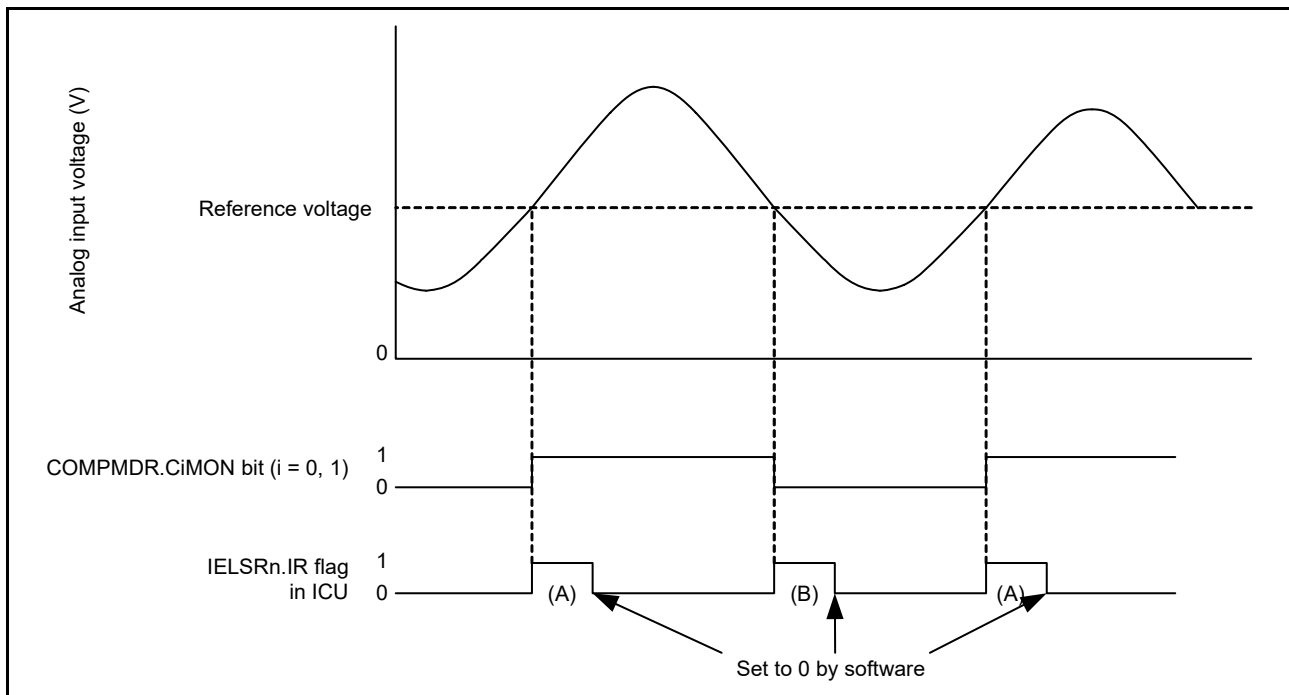 Analog input voltage (V)
Reference voltage
0
COMPMDR.CiMON bit (i = 0, 1)
1
0
IELSRn.IR flag
in ICU
1
0
(A)
(B)
(A)
Set to 0 by software